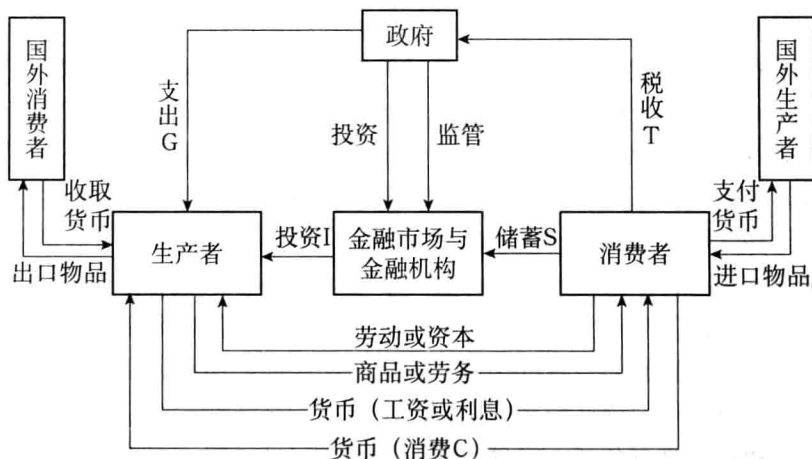 政府
国外消费者
国外生产者
支出G
税收T
投资
监管
收取
货币
支付
货币
生产者
投资I
金融市场与
金融机构
储蓄S
消费者
出口物品
进口物品
劳动或资本
商品或劳务
货币（工资或利息）
货币（消费C）